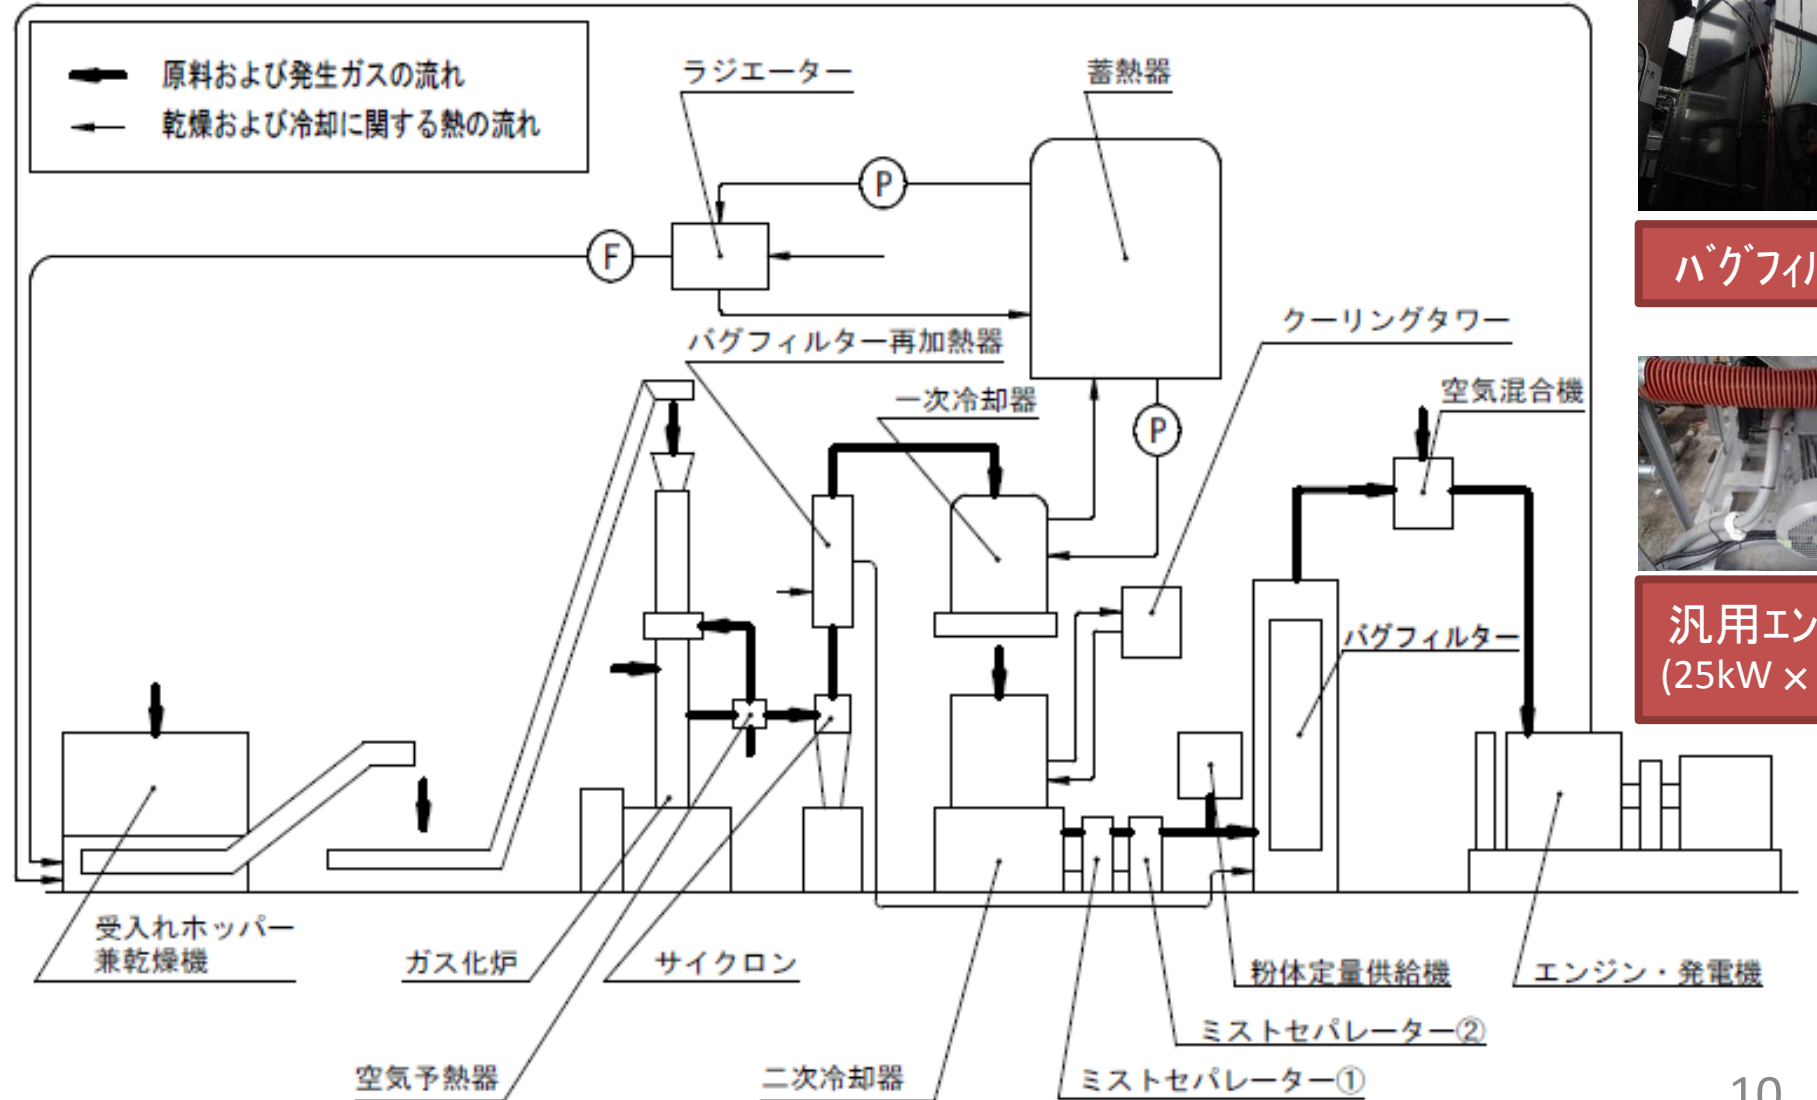 原料および発生ガスの流れ
乾燥および冷却に関する熱の流れ
ラジエーター
蓄熱器
P
F
バグフィルター再加熱器
クーリングタワー
一次冷却器
空気混合機
P
バグフィルター
受入れホッパー
兼乾燥機
ガス化炉
サイクロン
粉体定量供給機
エンジン・発電機
ミストセパレーター②
空気予熱器
二次冷却器
ミストセパレーター①
ﾊﾞｸﾞﾌｨﾙ
汎用ｴﾝ
(25kW ×
10